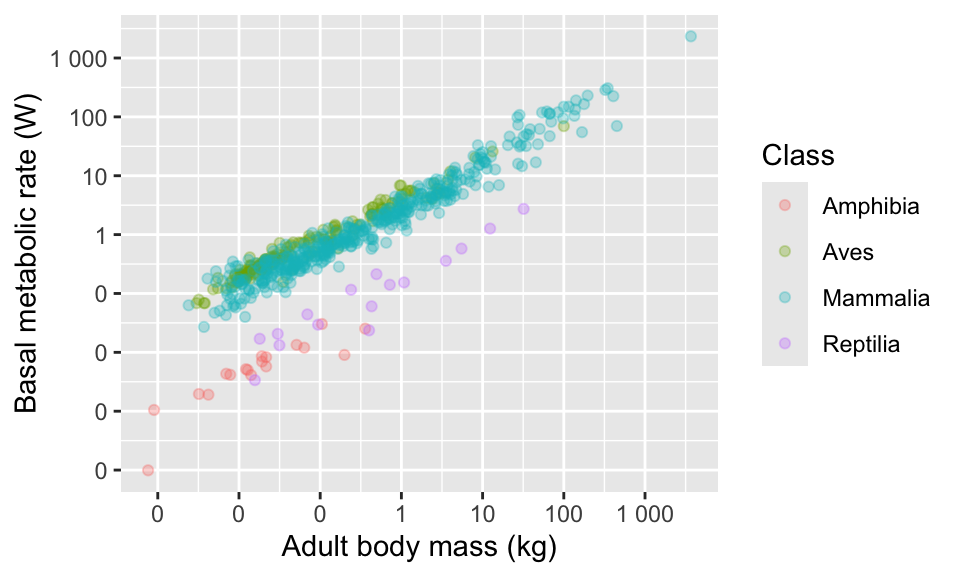 Basal metabolic rate (W)
1 000
100
10
1
0
0
0
0
0
0
0
1
10
100
1 000
Adult body mass (kg)
Class
Amphibia
Aves
Mammalia
Reptilia